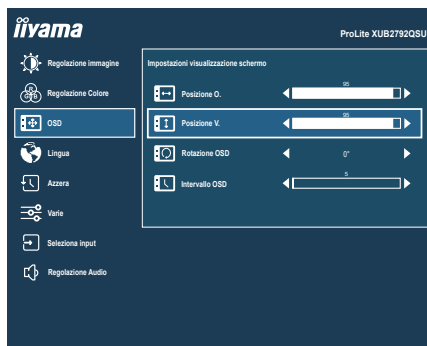 iiyama
ProLite XUB2792QSU
Regolazione immagine
Regolazione Colore
OSD
Lingua
Azzera
Varie
Seleziona input
Regolazione Audio
Impostazioni visualizzazione schermo
Posizione O. 95
Posizione V. 95
Rotazione OSD 0°
Intervallo OSD 5